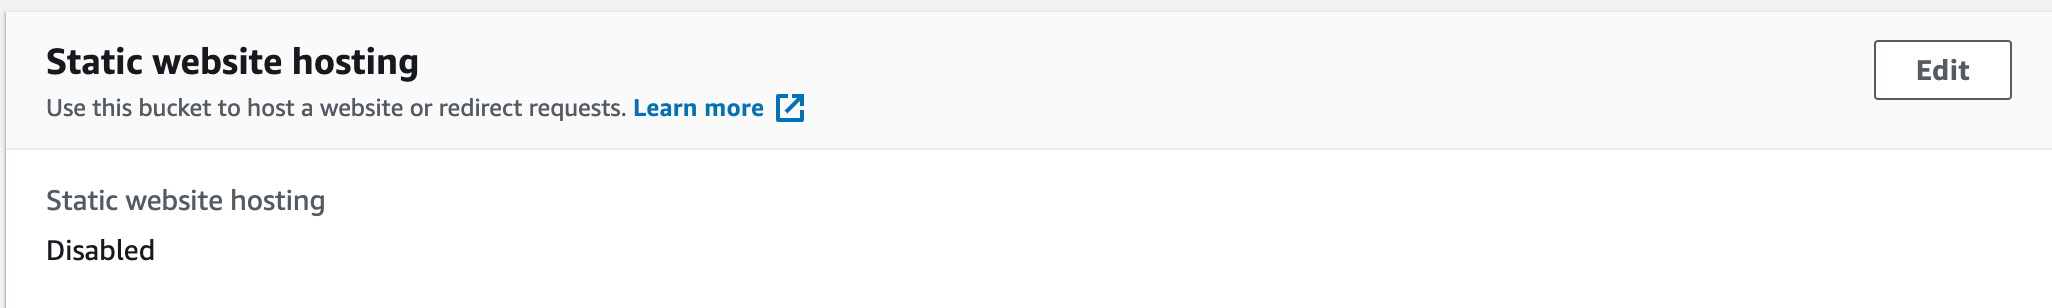 Static website hosting
Edit
Use this bucket to host a website or redirect requests. Learn more
Static website hosting
Disabled